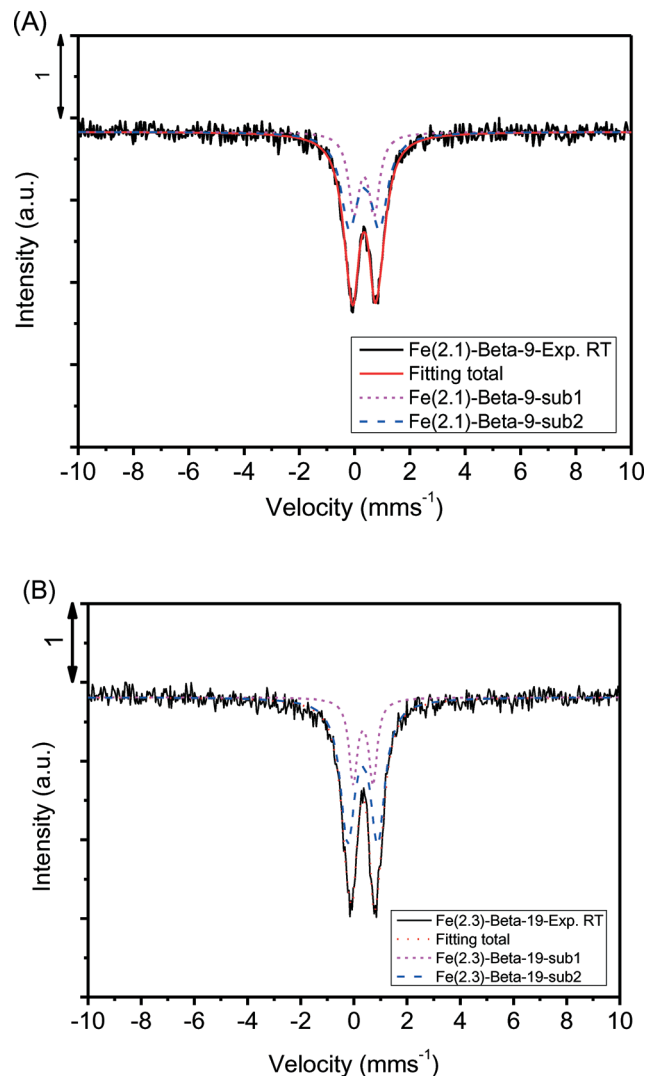 (A)
1
Intensity (a.u.)
Fe(2.1)-Beta-9-Exp. RT
Fitting total
Fe(2.1)-Beta-9-sub1
Fe(2.1)-Beta-9-sub2
-10 -8 -6 -4 -2 0 2 4 6 8 10
Velocity (mms⁻¹)
(B)
1
Intensity (a.u.)
Fe(2.3)-Beta-19-Exp. RT
Fitting total
Fe(2.3)-Beta-19-sub1
Fe(2.3)-Beta-19-sub2
-10 -8 -6 -4 -2 0 2 4 6 8 10
Velocity (mms⁻¹)